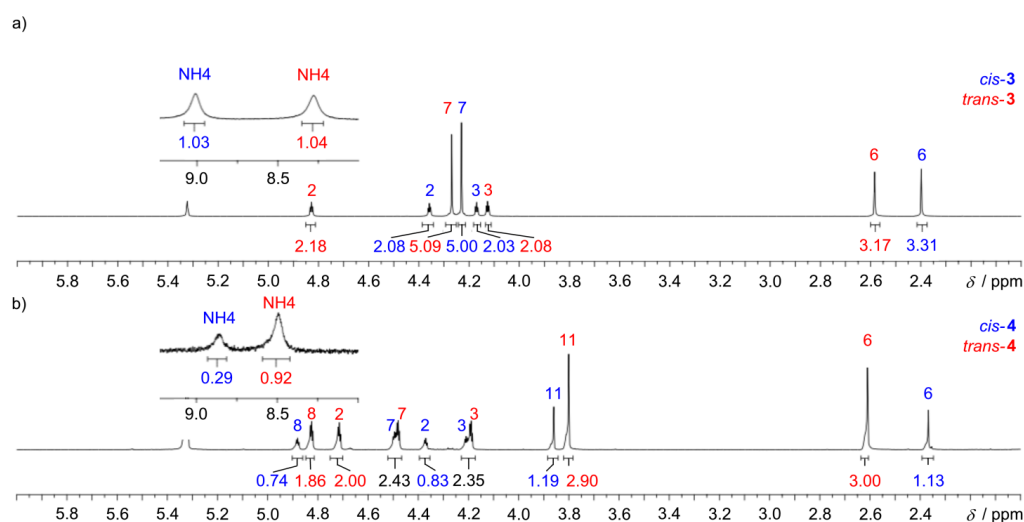 a)
NH4 NH4
cis-3
trans-3
1.03 1.04
9.0 8.5
2 2 7 7 3 3 6 6
2.18 2.08 5.09 5.00 2.03 2.08 3.17 3.31
5.8 5.6 5.4 5.2 5.0 4.8 4.6 4.4 4.2 4.0 3.8 3.6 3.4 3.2 3.0 2.8 2.6 2.4 δ / ppm
b)
NH4 NH4
cis-4
trans-4
0.29 0.92
9.0 8.5
8 8 2 7 7 2 3 3 11 11 6 6
0.74 1.86 2.00 2.43 0.83 2.35 1.19 2.90 3.00 1.13
5.8 5.6 5.4 5.2 5.0 4.8 4.6 4.4 4.2 4.0 3.8 3.6 3.4 3.2 3.0 2.8 2.6 2.4 δ / ppm